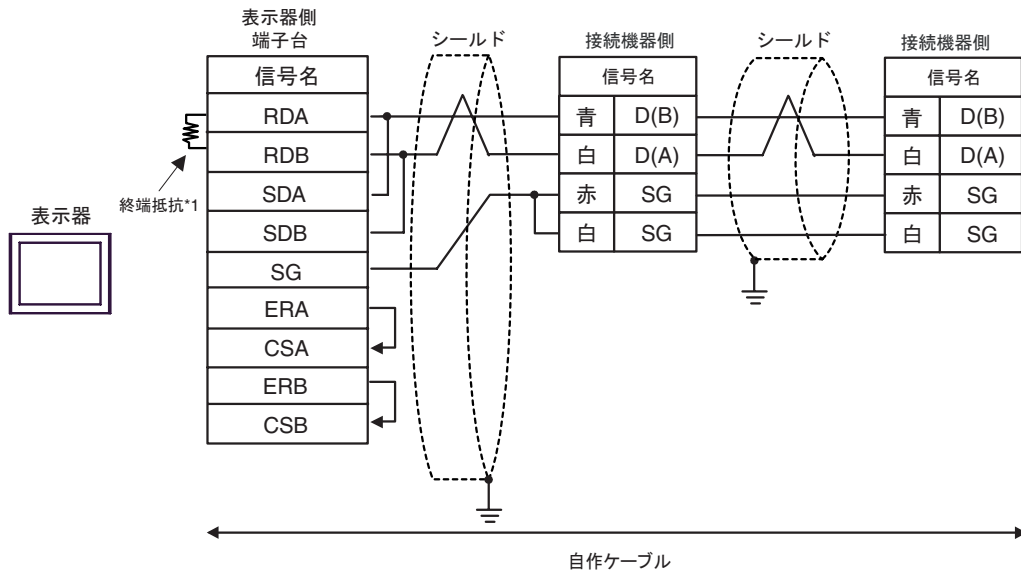 表示器側
端子台
信号名
RDA
RDB
SDA
SDB
SG
ERA
CSA
ERB
CSB
終端抵抗*1
表示器
シールド
接続機器側
信号名
青 D(B)
白 D(A)
赤 SG
白 SG
シールド
接続機器側
信号名
青 D(B)
白 D(A)
赤 SG
白 SG
自作ケーブル